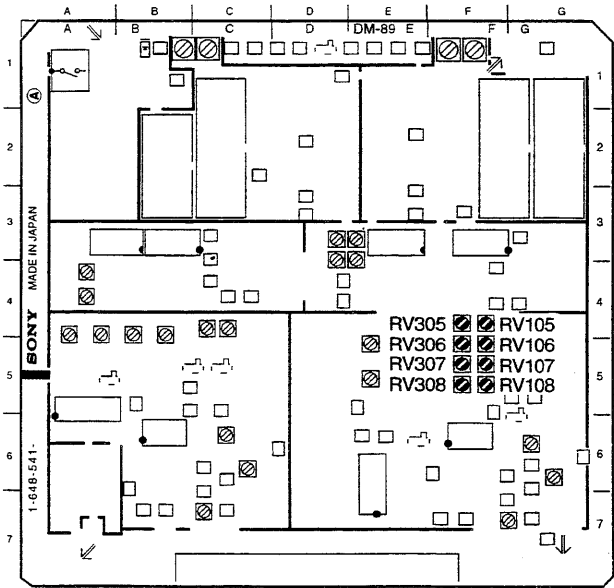 A B C D E F G
A B C D DM-89 E F G
1 1
A
2 2
3 3
SONY MADE IN JAPAN
4 4
RV305 RV105
RV306 RV106
RV307 RV107
RV308 RV108
5 5
6 6
1-648-541-
7 7